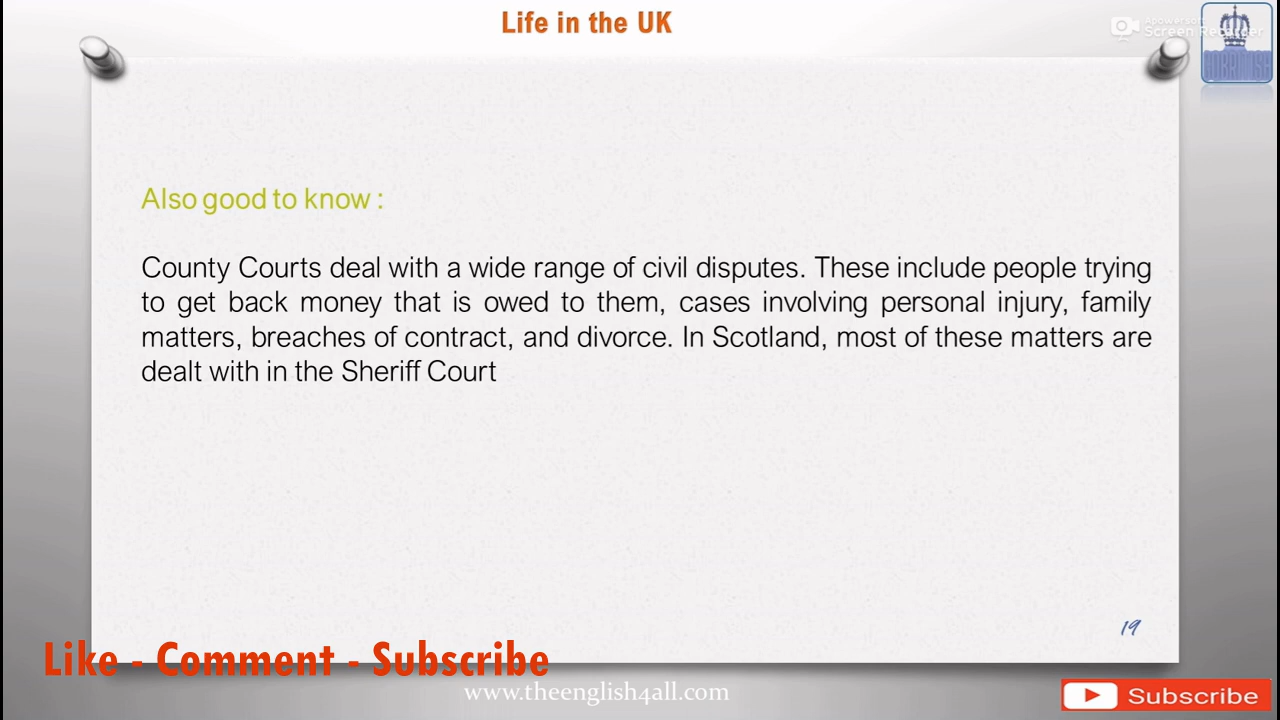 Life in the UK
Apowersoft
Screen Recorder
Also good to know :
County Courts deal with a wide range of civil disputes. These include people trying
to get back money that is owed to them, cases involving personal injury, family
matters, breaches of contract, and divorce. In Scotland, most of these matters are
dealt with in the Sheriff Court
19
Like - Comment - Subscribe
www.theenglish4all.com
Subscribe